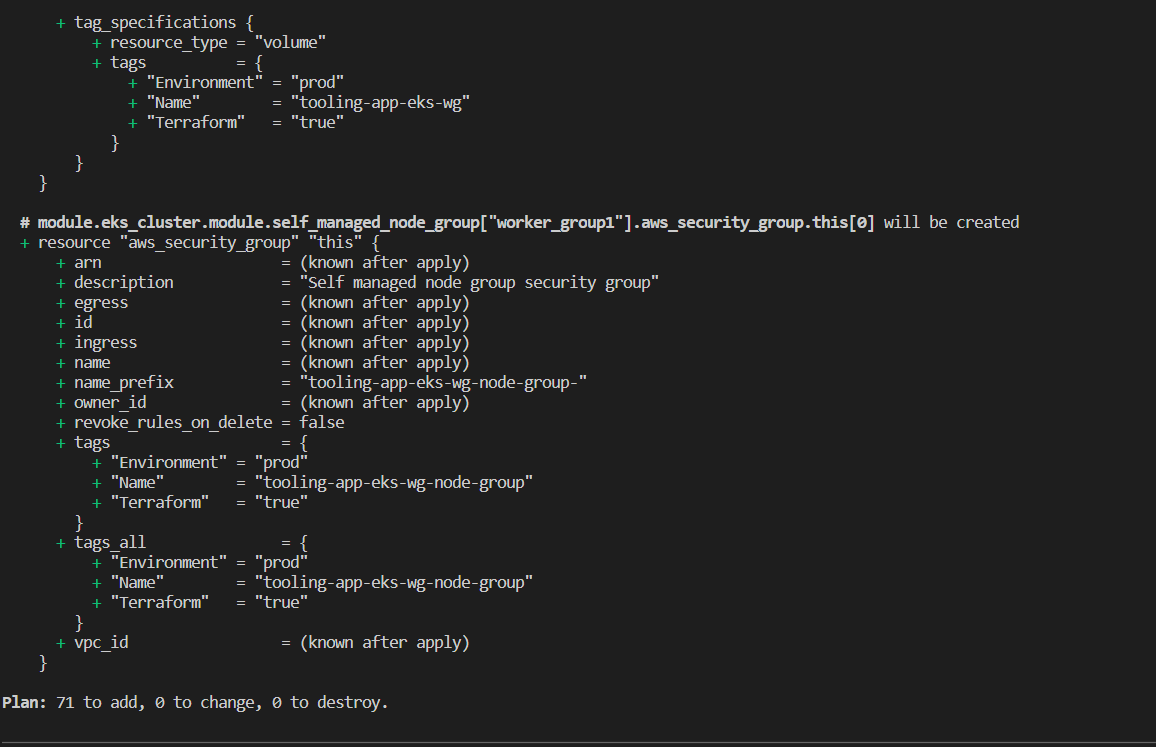 + tag_specifications {
          + resource_type = "volume"
          + tags          = {
              + "Environment" = "prod"
              + "Name"        = "tooling-app-eks-wg"
              + "Terraform"   = "true"
            }
        }
    }

  # module.eks_cluster.module.self_managed_node_group["worker_group1"].aws_security_group.this[0] will be created
  + resource "aws_security_group" "this" {
      + arn                    = (known after apply)
      + description            = "Self managed node group security group"
      + egress                 = (known after apply)
      + id                     = (known after apply)
      + ingress                = (known after apply)
      + name                   = (known after apply)
      + name_prefix            = "tooling-app-eks-wg-node-group-"
      + owner_id               = (known after apply)
      + revoke_rules_on_delete = false
      + tags                   = {
          + "Environment" = "prod"
          + "Name"        = "tooling-app-eks-wg-node-group"
          + "Terraform"   = "true"
        }
      + tags_all               = {
          + "Environment" = "prod"
          + "Name"        = "tooling-app-eks-wg-node-group"
          + "Terraform"   = "true"
        }
      + vpc_id                 = (known after apply)
    }

Plan: 71 to add, 0 to change, 0 to destroy.